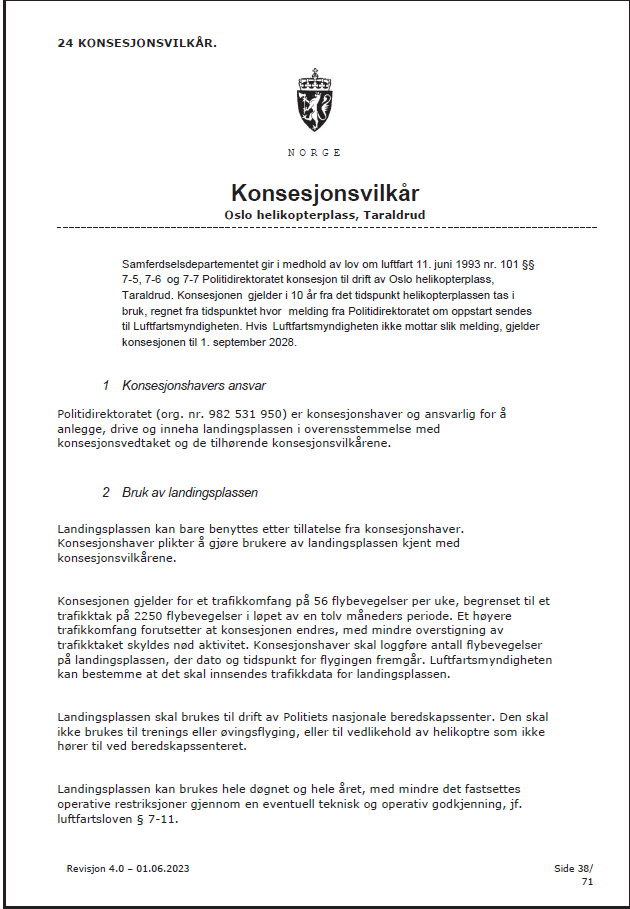 24 KONSESJONSVILKÅR.
NORGE
Konsesjonsvilkår
Oslo helikopterplass, Taraldrud
Samferdselsdepartementet gir i medhold av lov om luftfart 11. juni 1993 nr. 101 §§
7-5, 7-6 og 7-7 Politidirektoratet konsesjon til drift av Oslo helikopterplass,
Taraldrud. Konsesjonen gjelder i 10 år fra det tidspunkt helikopterplassen tas i
bruk, regnet fra tidspunktet hvor melding fra Politidirektoratet om oppstart sendes
til Luftfartsmyndigheten. Hvis Luftfartsmyndigheten ikke mottar slik melding, gjelder
konsesjonen til 1. september 2028.
1 Konsesjonshavers ansvar
Politidirektoratet (org. nr. 982 531 950) er konsesjonshaver og ansvarlig for å
anlegge, drive og inneha landingsplassen i overensstemmelse med
konsesjonsvedtaket og de tilhørende konsesjonsvilkårene.
2 Bruk av landingsplassen
Landingsplassen kan bare benyttes etter tillatelse fra konsesjonshaver.
Konsesjonshaver plikter å gjøre brukere av landingsplassen kjent med
konsesjonsvilkårene.
Konsesjonen gjelder for et trafikkomfang på 56 flybevegelser per uke, begrenset til et
trafikktak på 2250 flybevegelser i løpet av en tolv måneders periode. Et høyere
trafikkomfang forutsetter at konsesjonen endres, med mindre overstigning av
trafikktaket skyldes nød aktivitet. Konsesjonshaver skal loggføre antall flybevegelser
på landingsplassen, der dato og tidspunkt for flygingen fremgår. Luftfartsmyndigheten
kan bestemme at det skal innsendes trafikkdata for landingsplassen.
Landingsplassen skal brukes til drift av Politiets nasjonale beredskapssenter. Den skal
ikke brukes til trenings eller øvingsflyging, eller til vedlikehold av helikoptre som ikke
hører til ved beredskapssenteret.
Landingsplassen kan brukes hele døgnet og hele året, med mindre det fastsettes
operative restriksjoner gjennom en eventuell teknisk og operativ godkjenning, jf.
luftfartsloven § 7-11.
Revisjon 4.0 – 01.06.2023
Side 38/
71